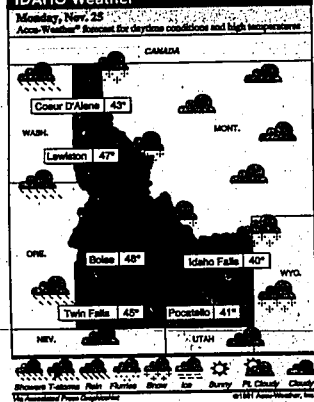 IDAHO Weather
Monday, Nov. 25
Accu-Weather® forecast for daytime conditions and high temperatures
CANADA
Coeur D'Alene 43°
WASH.
MONT.
Lewiston 47°
ORE.
Boise 48°
Idaho Falls 40°
WYO.
Twin Falls 45°
Pocatello 41°
NEV.
UTAH
Showers T-storms Rain Flurries Snow Ice Sunny Pt. Cloudy Cloudy
Via Associated Press GraphicsNet
©1991 Accu-Weather, Inc.